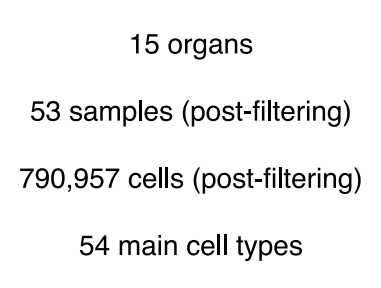 15 organs
53 samples (post-filtering)
790,957 cells (post-filtering)
54 main cell types